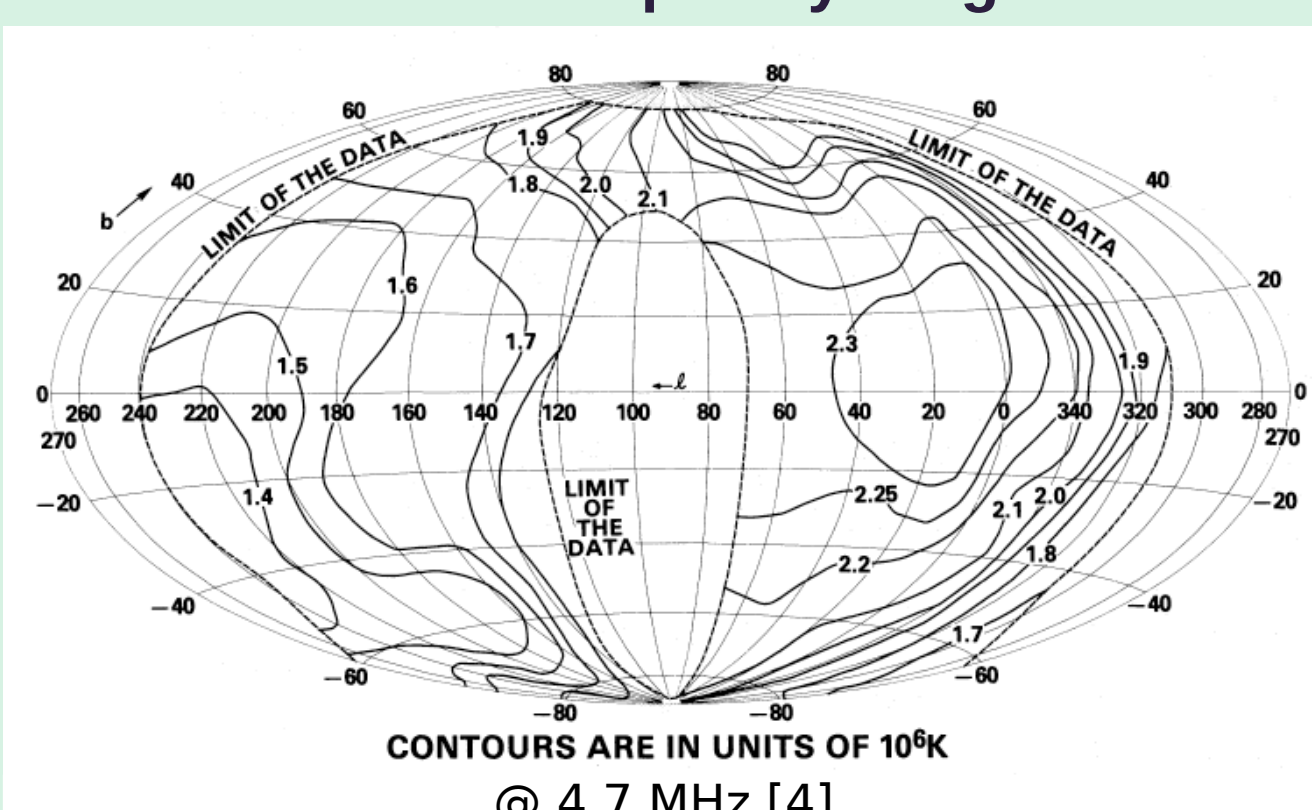 80 80
60 60
LIMIT OF THE DATA LIMIT OF THE DATA
1.9
40 1.8 2.0 40
2.1
b
20 1.6 20
1.7 2.3
1.5 1.9
←ℓ
0 0
260 240 220 200 180 160 140 120 100 80 60 40 20 0 340 320 300 280
270 270
LIMIT
OF
THE
DATA
1.4 2.25 2.0
−20 2.1 −20
1.8
2.2
−40 −40
1.7
−60 −60
−80 −80
CONTOURS ARE IN UNITS OF 10⁶K
@ 4.7 MHz [4]